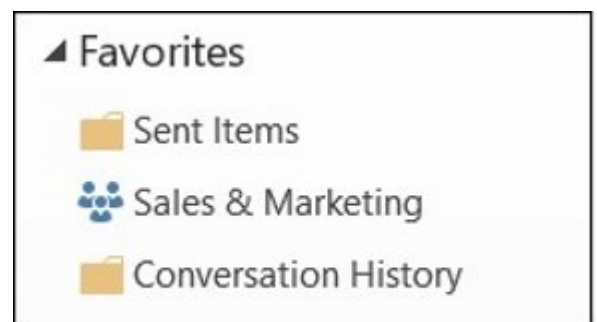 Favorites
Sent Items
Sales & Marketing
Conversation History